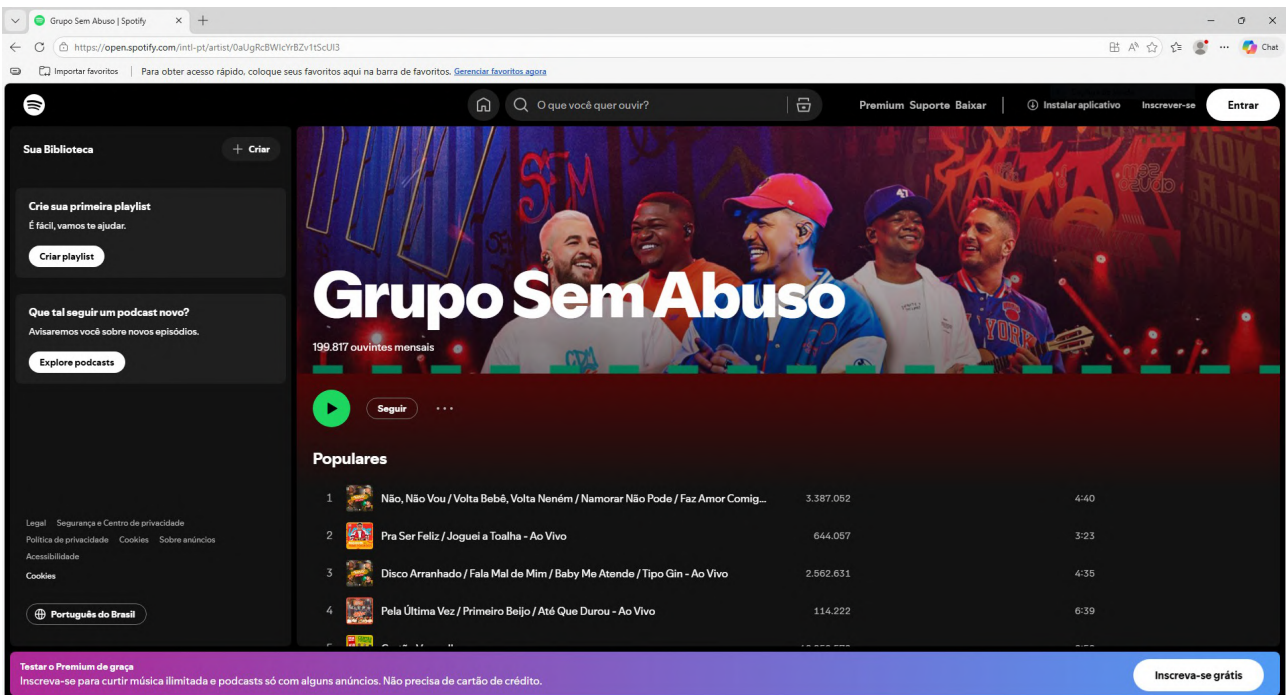 Grupo Sem Abuso | Spotify
https://open.spotify.com/intl-pt/artist/0aUgRcBWIcYrBZv1tScUI3
Chat
Importar favoritos
Para obter acesso rápido, coloque seus favoritos aqui na barra de favoritos. Gerenciar favoritos agora
O que você quer ouvir?
Premium Suporte Baixar
Instalar aplicativo
Inscrever-se
Entrar
Sua Biblioteca
+ Criar
Crie sua primeira playlist
É fácil, vamos te ajudar.
Criar playlist
Que tal seguir um podcast novo?
Avisaremos você sobre novos episódios.
Explore podcasts
Legal Segurança e Centro de privacidade
Política de privacidade Cookies Sobre anúncios
Acessibilidade
Cookies
Português do Brasil
SEM
47
YORK
Grupo Sem Abuso
199.817 ouvintes mensais
Seguir
Populares
1 Não, Não Vou / Volta Bebê, Volta Neném / Namorar Não Pode / Faz Amor Comig... 3.387.052 4:40
2 Pra Ser Feliz / Joguei a Toalha - Ao Vivo 644.057 3:23
3 Disco Arranhado / Fala Mal de Mim / Baby Me Atende / Tipo Gin - Ao Vivo 2.562.631 4:35
4 Pela Última Vez / Primeiro Beijo / Até Que Durou - Ao Vivo 114.222 6:39
Testar o Premium de graça
Inscreva-se para curtir música ilimitada e podcasts só com alguns anúncios. Não precisa de cartão de crédito.
Inscreva-se grátis